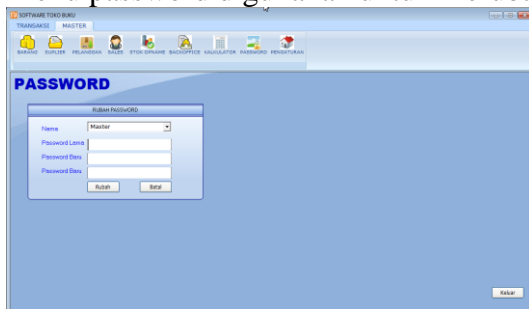 SOFTWARE TOKO BUKU
TRANSAKSI MASTER
BARANG SUPLIER PELANGGAN SALES STOK OPNAME BACKOFFICE KALKULATOR PASSWORD PENGATURAN
PASSWORD
RUBAH PASSWORD
Nama Master
Password Lama
Password Baru
Password Baru
Rubah Batal
Keluar